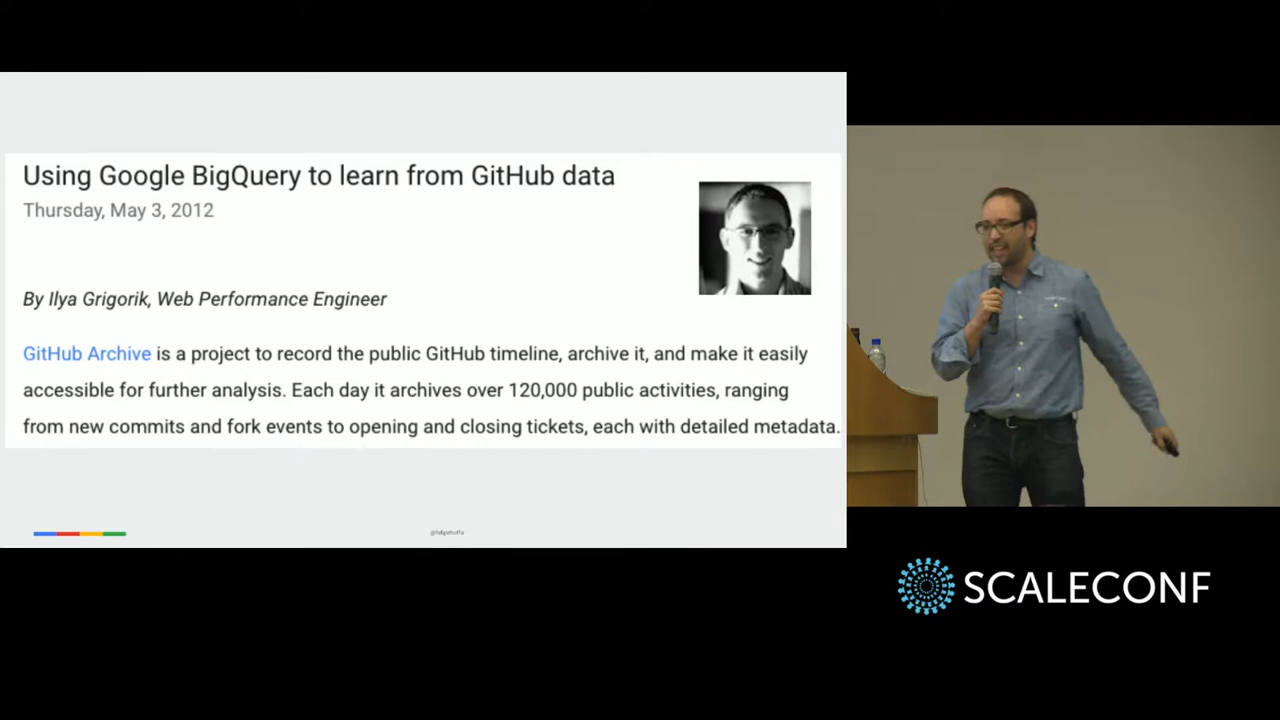 Using Google BigQuery to learn from GitHub data
Thursday, May 3, 2012
By Ilya Grigorik, Web Performance Engineer
GitHub Archive is a project to record the public GitHub timeline, archive it, and make it easily
accessible for further analysis. Each day it archives over 120,000 public activities, ranging
from new commits and fork events to opening and closing tickets, each with detailed metadata.
@felipehoffa
SCALECONF